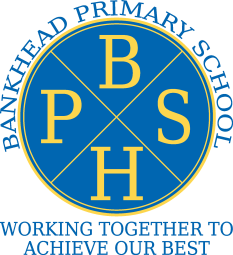 BANKHEAD PRIMARY SCHOOL
B
P S
H
WORKING TOGETHER TO
ACHIEVE OUR BEST